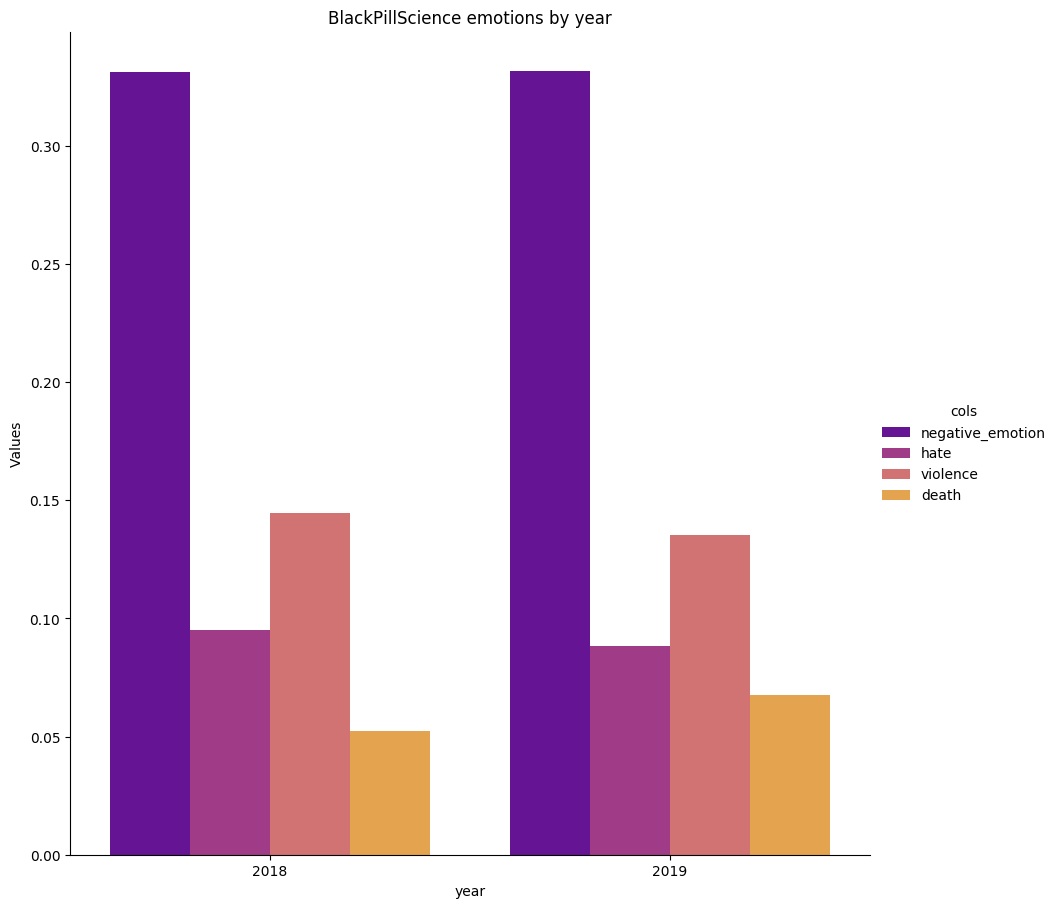 BlackPillScience emotions by year
Values
0.30
0.25
0.20
0.15
0.10
0.05
0.00
2018
2019
year
cols
negative_emotion
hate
violence
death